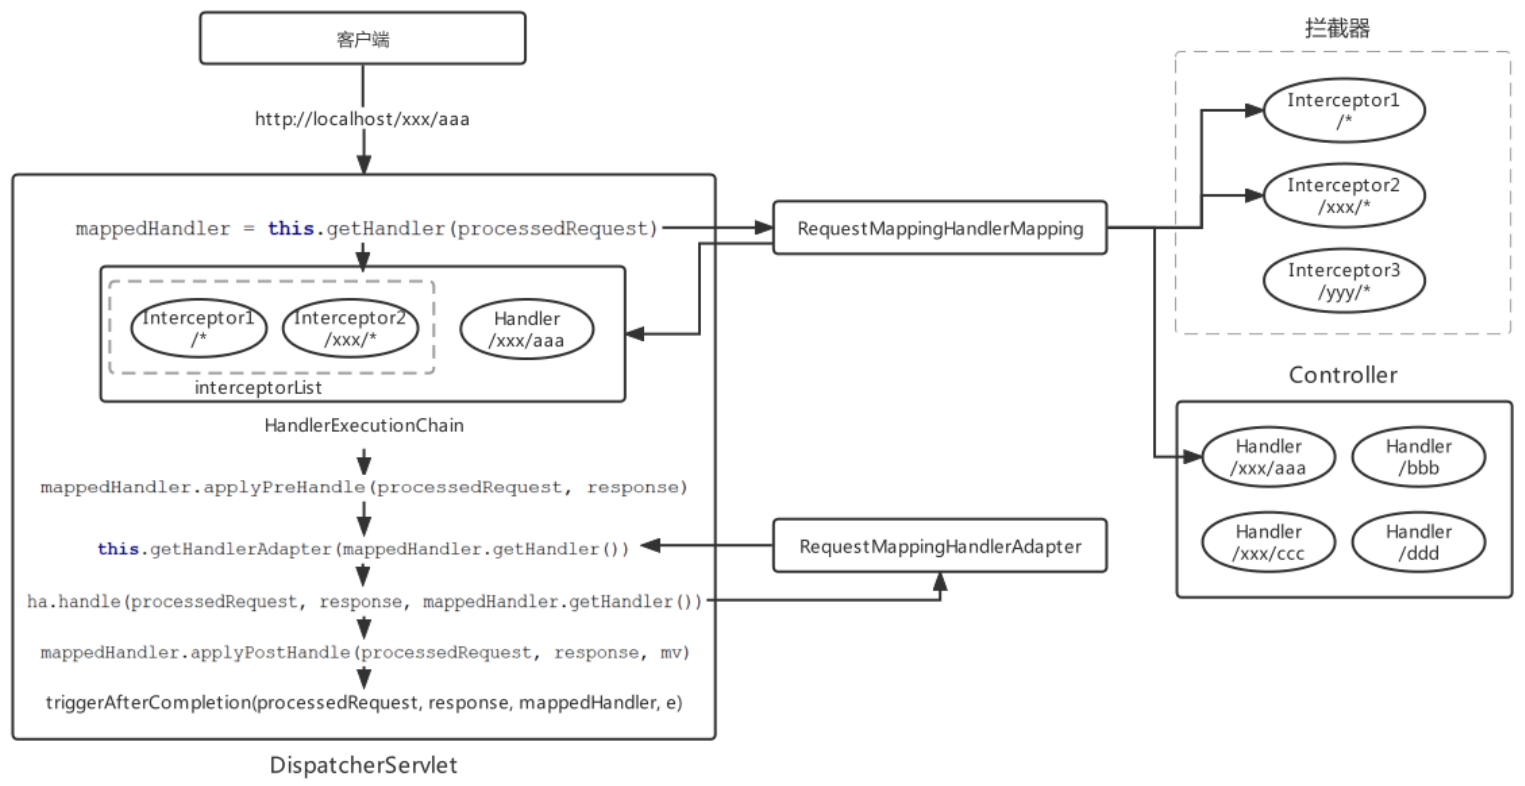 客户端
http://localhost/xxx/aaa
mappedHandler = this.getHandler(processedRequest)
Interceptor1
/*
Interceptor2
/xxx/*
Handler
/xxx/aaa
interceptorList
HandlerExecutionChain
mappedHandler.applyPreHandle(processedRequest, response)
this.getHandlerAdapter(mappedHandler.getHandler())
ha.handle(processedRequest, response, mappedHandler.getHandler())
mappedHandler.applyPostHandle(processedRequest, response, mv)
triggerAfterCompletion(processedRequest, response, mappedHandler, e)
DispatcherServlet
RequestMappingHandlerMapping
RequestMappingHandlerAdapter
拦截器
Interceptor1
/*
Interceptor2
/xxx/*
Interceptor3
/yyy/*
Controller
Handler
/xxx/aaa
Handler
/bbb
Handler
/xxx/ccc
Handler
/ddd